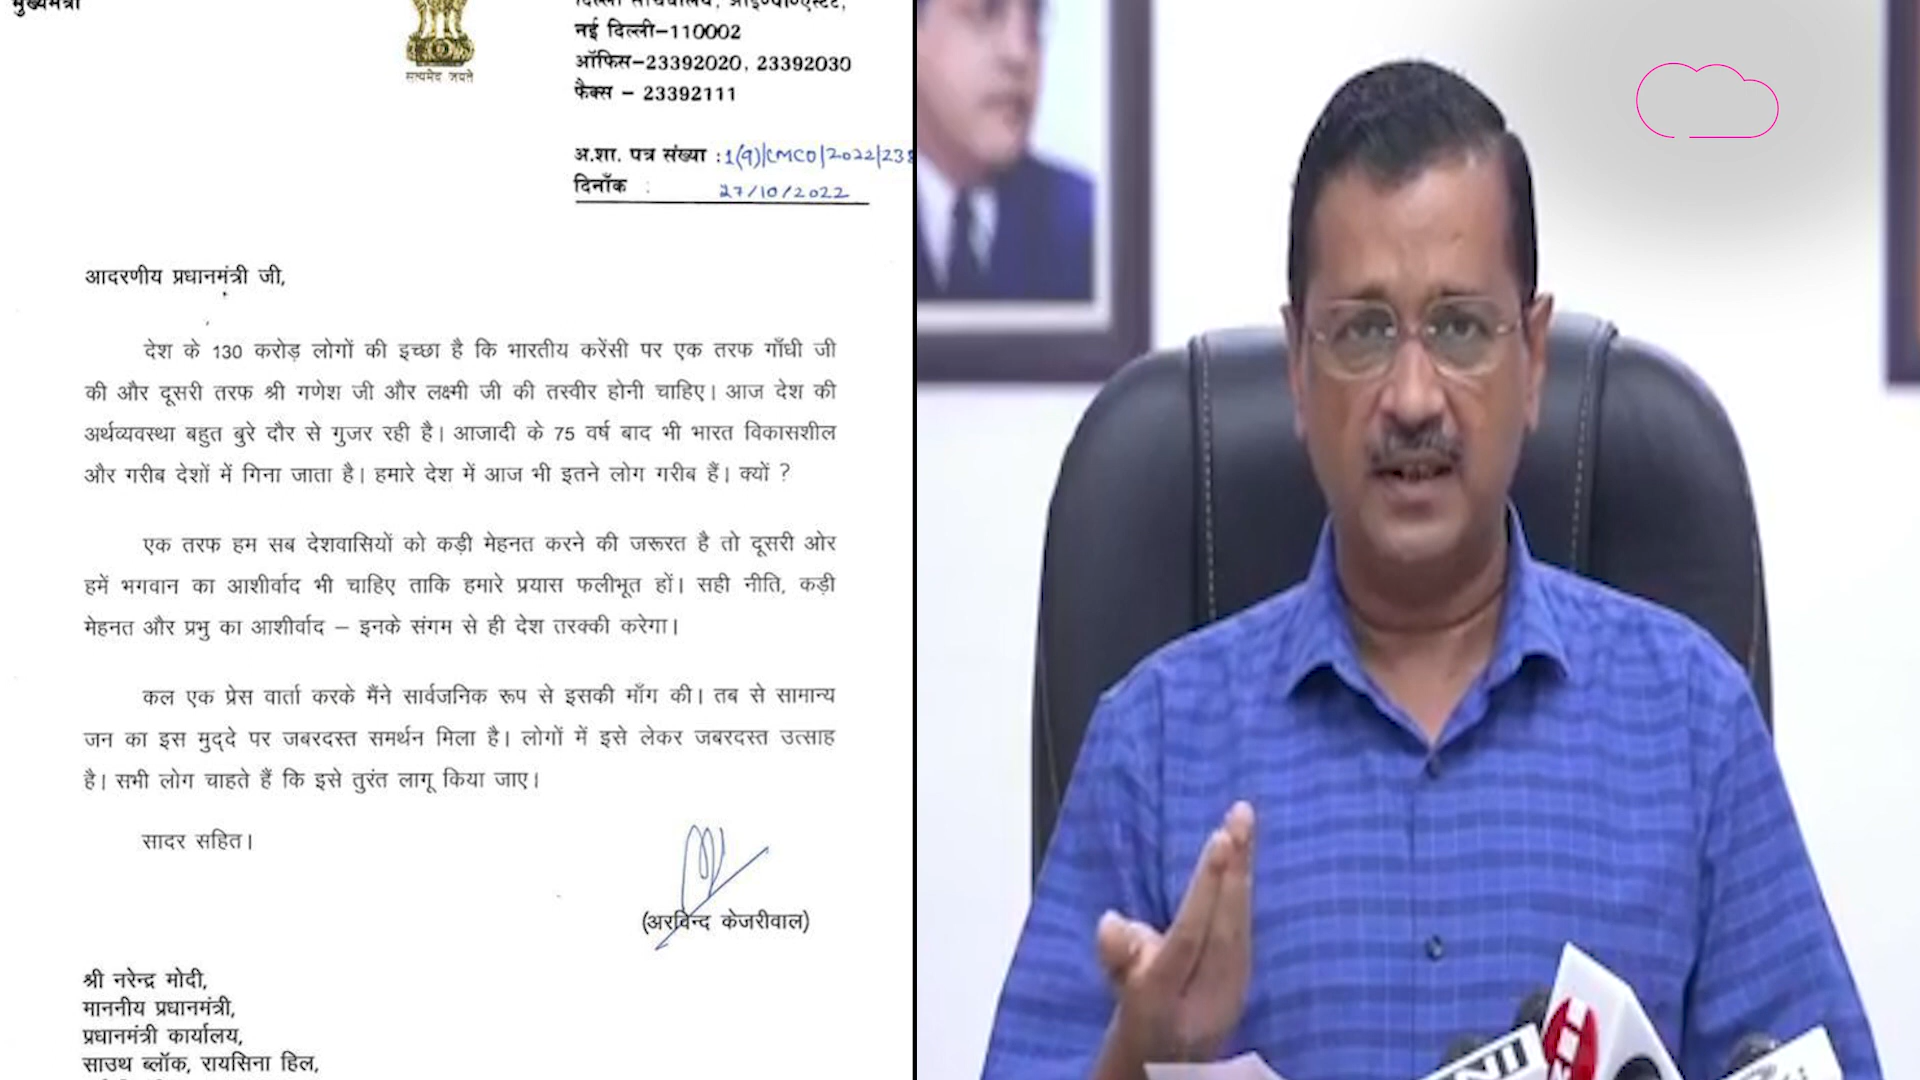 मुख्यमंत्री
सत्यमेव जयते
दिल्ली सचिवालय, आई०पी०एस्टेट,
नई दिल्ली–110002
ऑफिस–23392020, 23392030
फैक्स – 23392111
अ.शा. पत्र संख्या : 1(9)/CMCO/2022/238
दिनाँक : 27/10/2022
आदरणीय प्रधानमंत्री जी,
देश के 130 करोड़ लोगों की इच्छा है कि भारतीय करेंसी पर एक तरफ गाँधी जी
की और दूसरी तरफ श्री गणेश जी और लक्ष्मी जी की तस्वीर होनी चाहिए। आज देश की
अर्थव्यवस्था बहुत बुरे दौर से गुजर रही है। आजादी के 75 वर्ष बाद भी भारत विकासशील
और गरीब देशों में गिना जाता है। हमारे देश में आज भी इतने लोग गरीब हैं। क्यों ?
एक तरफ हम सब देशवासियों को कड़ी मेहनत करने की जरूरत है तो दूसरी ओर
हमें भगवान का आशीर्वाद भी चाहिए ताकि हमारे प्रयास फलीभूत हों। सही नीति, कड़ी
मेहनत और प्रभु का आशीर्वाद – इनके संगम से ही देश तरक्की करेगा।
कल एक प्रेस वार्ता करके मैंने सार्वजनिक रूप से इसकी माँग की। तब से सामान्य
जन का इस मुद्दे पर जबरदस्त समर्थन मिला है। लोगों में इसे लेकर जबरदस्त उत्साह
है। सभी लोग चाहते हैं कि इसे तुरंत लागू किया जाए।
सादर सहित।
(अरविन्द केजरीवाल)
श्री नरेन्द्र मोदी,
माननीय प्रधानमंत्री,
प्रधानमंत्री कार्यालय,
साउथ ब्लॉक, रायसिना हिल,